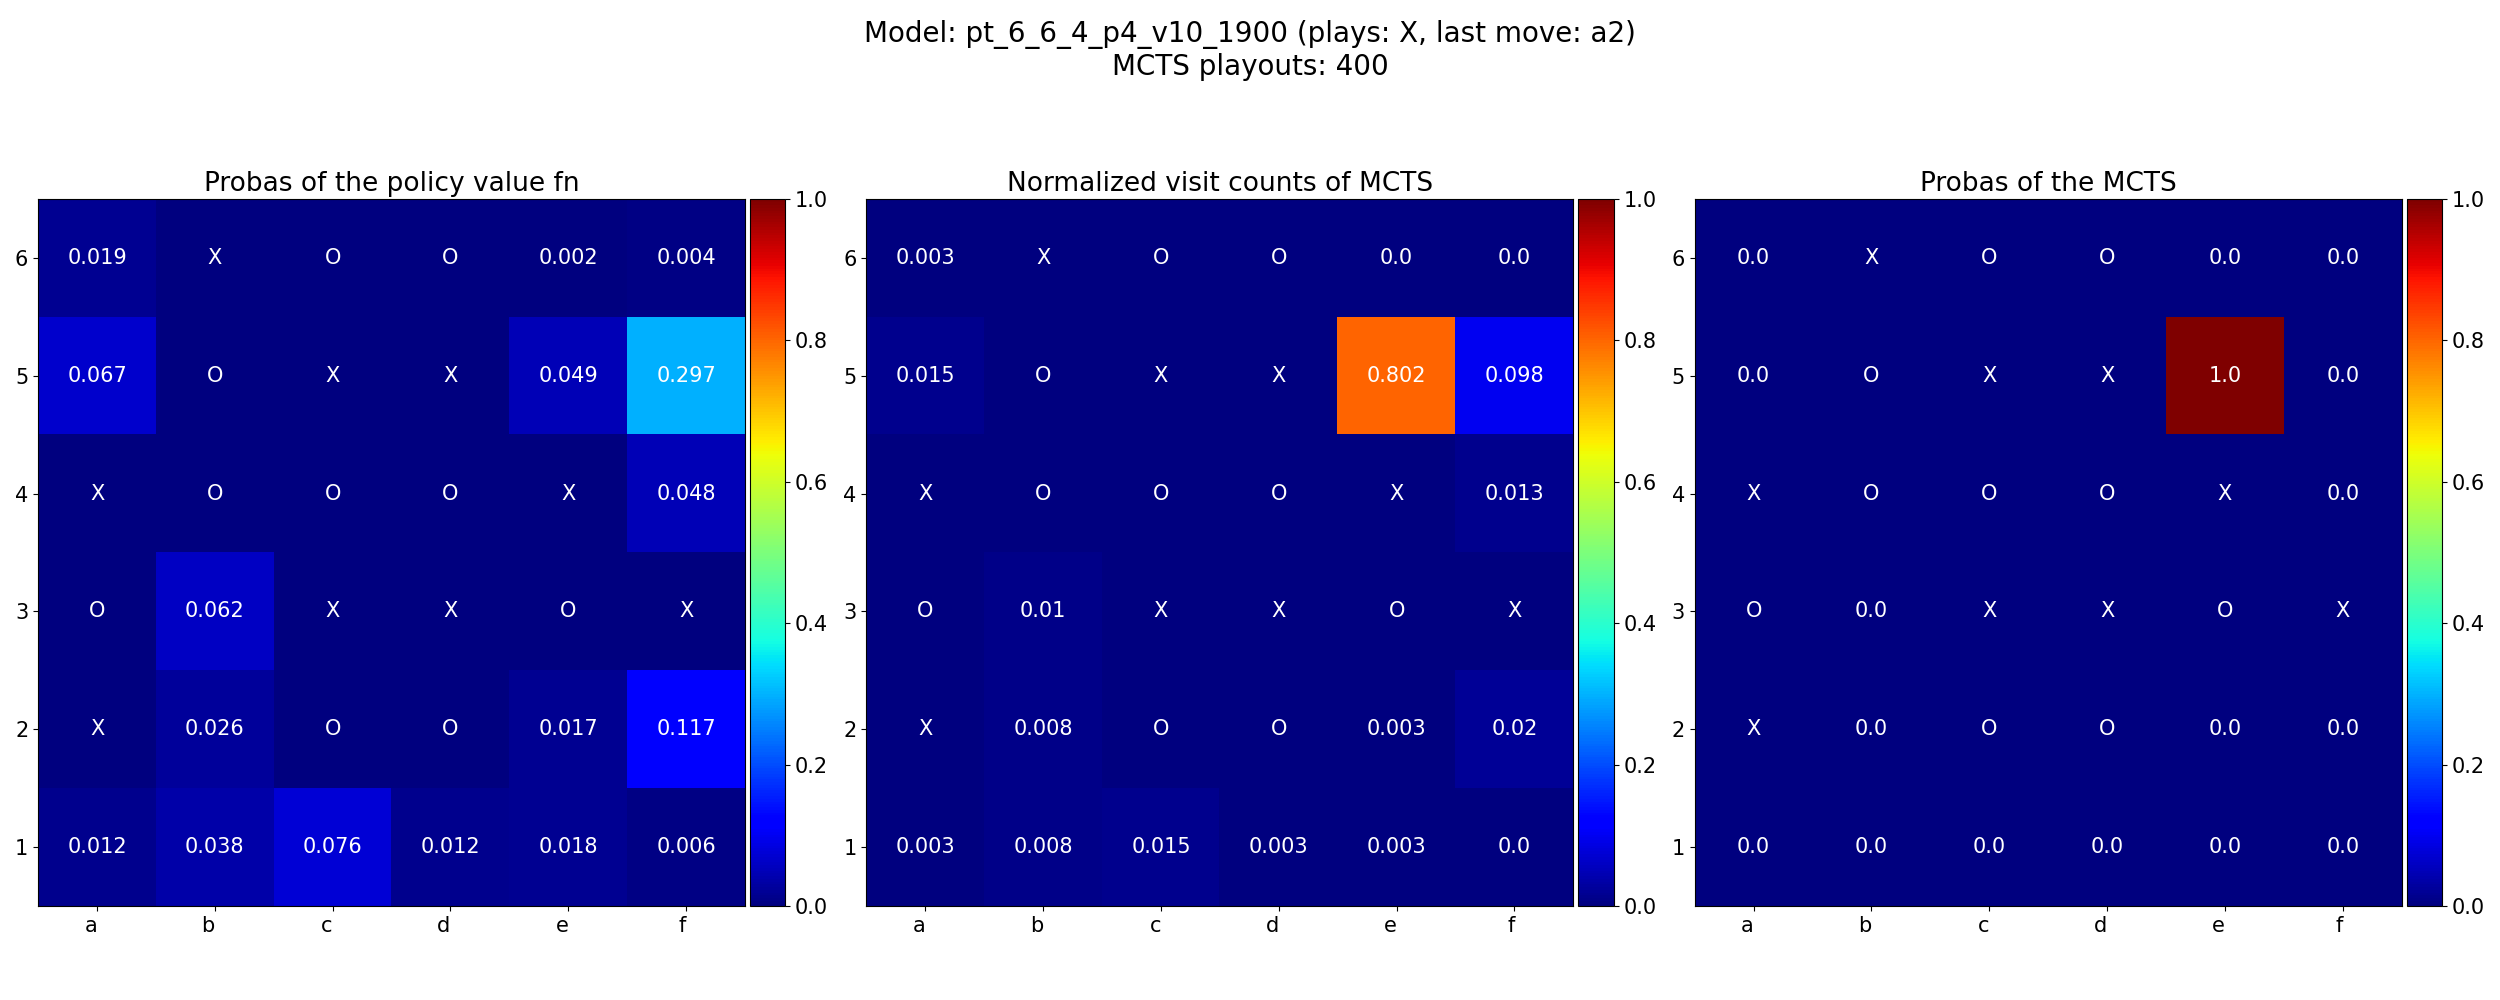 Model: pt_6_6_4_p4_v10_1900 (plays: X, last move: a2)
MCTS playouts: 400
Probas of the policy value fn
6 0.019 X O O 0.002 0.004
5 0.067 O X X 0.049 0.297
4 X O O O X 0.048
3 O 0.062 X X O X
2 X 0.026 O O 0.017 0.117
1 0.012 0.038 0.076 0.012 0.018 0.006
a b c d e f
1.0
0.8
0.6
0.4
0.2
0.0
Normalized visit counts of MCTS
6 0.003 X O O 0.0 0.0
5 0.015 O X X 0.802 0.098
4 X O O O X 0.013
3 O 0.01 X X O X
2 X 0.008 O O 0.003 0.02
1 0.003 0.008 0.015 0.003 0.003 0.0
a b c d e f
1.0
0.8
0.6
0.4
0.2
0.0
Probas of the MCTS
6 0.0 X O O 0.0 0.0
5 0.0 O X X 1.0 0.0
4 X O O O X 0.0
3 O 0.0 X X O X
2 X 0.0 O O 0.0 0.0
1 0.0 0.0 0.0 0.0 0.0 0.0
a b c d e f
1.0
0.8
0.6
0.4
0.2
0.0